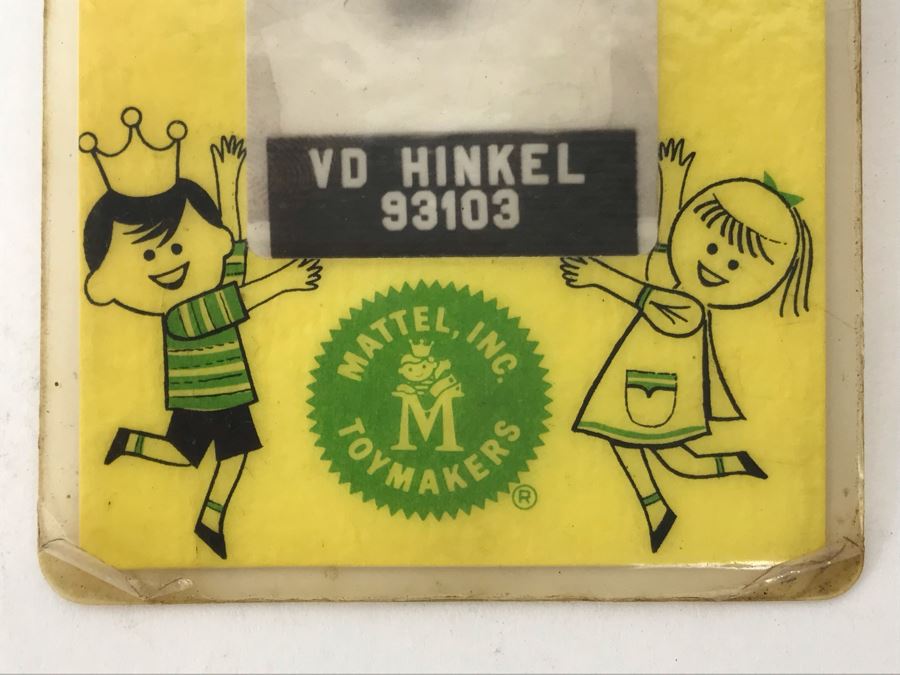 VD HINKEL
93103
MATTEL, INC.
M
TOYMAKERS
®